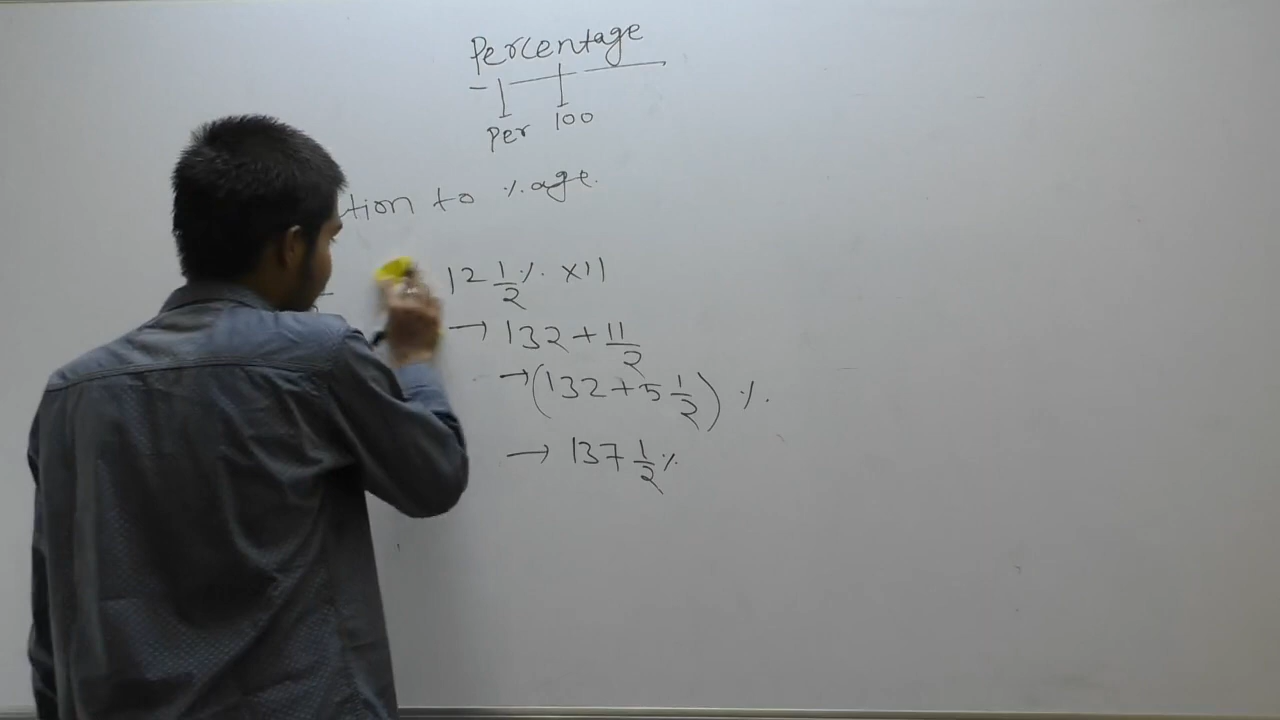 Percentage
Per 100
tion to %age.
12 1/2 % x11
→ 132 + 11/2
→ (132 + 5 1/2) %.
→ 137 1/2 %